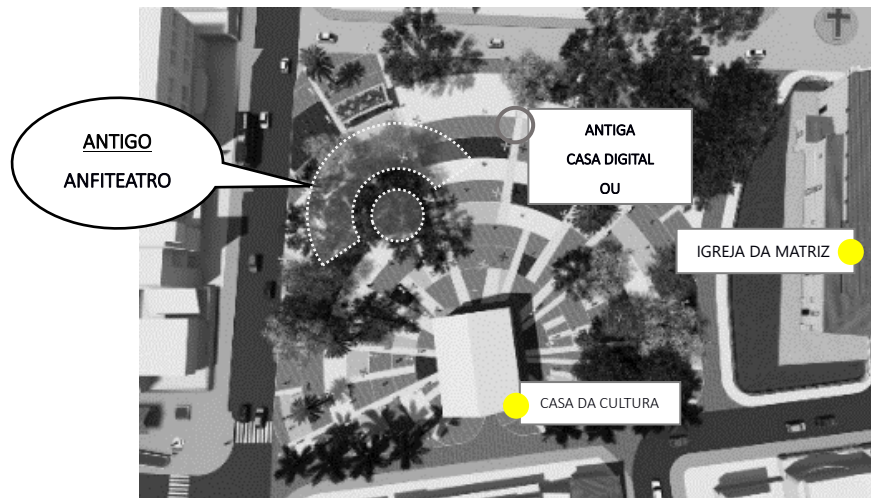 ANTIGO
ANFITEATRO
ANTIGA
CASA DIGITAL
OU
IGREJA DA MATRIZ
CASA DA CULTURA